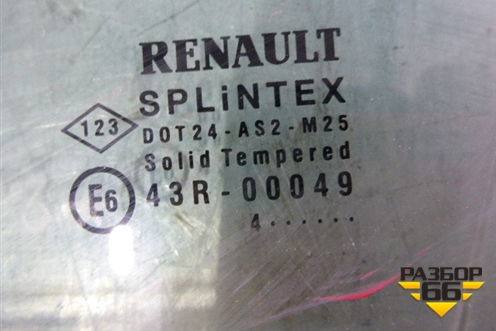 RENAULT
SPLiNTEX
123
DOT24-AS2-M25
Solid Tempered
E6
43R-00049
4······
РАЗБОР
66